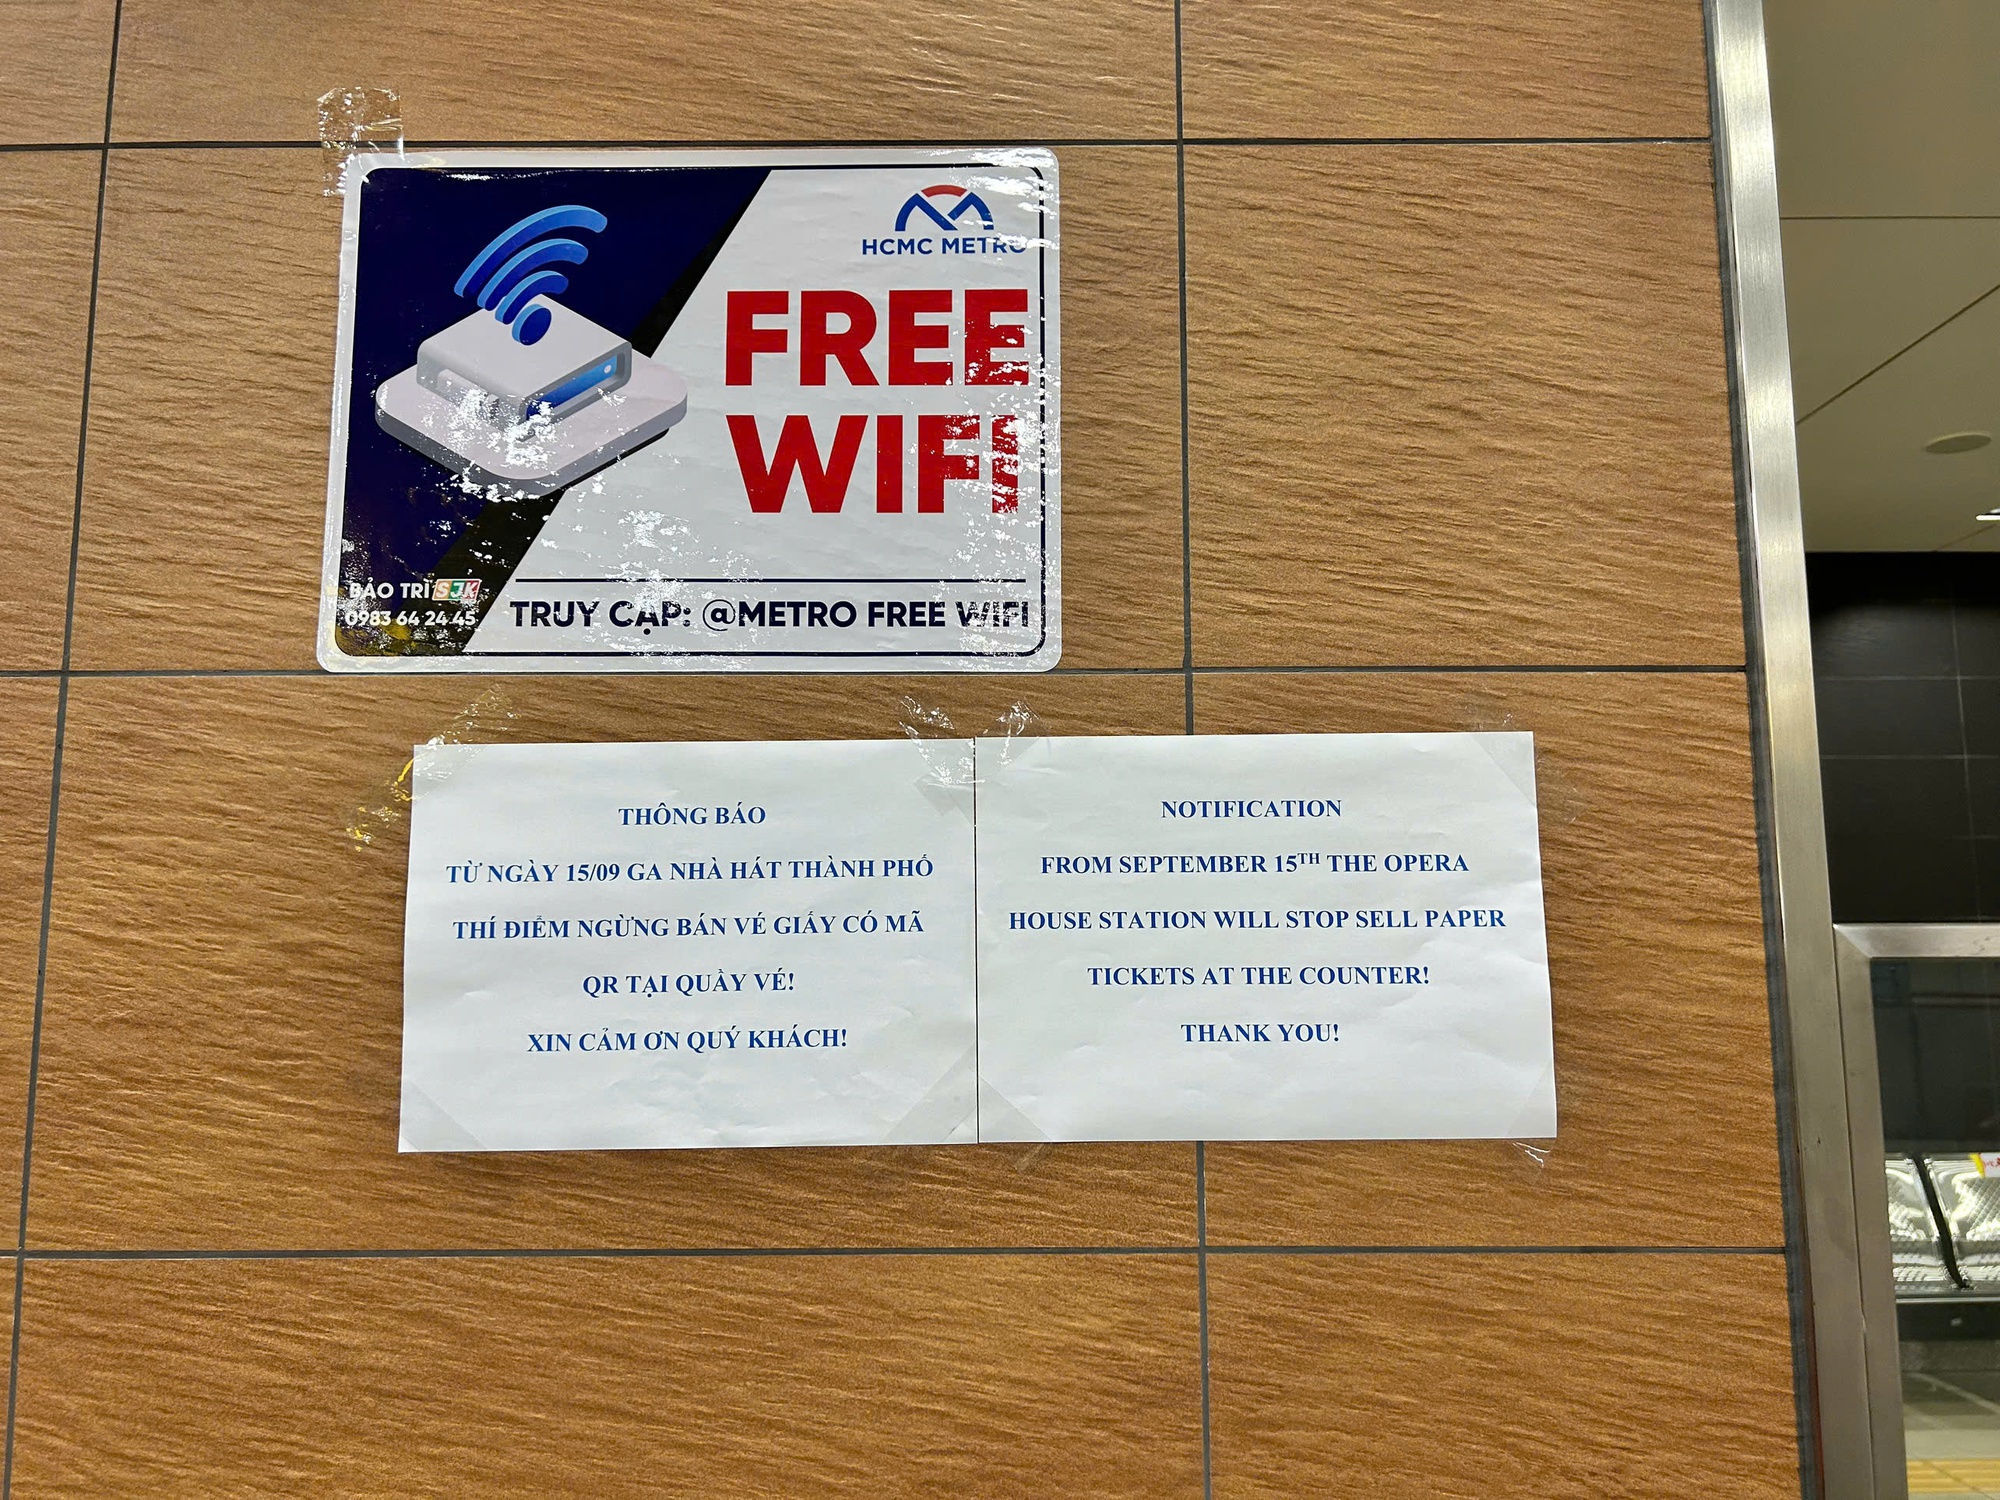 HCMC METRO
FREE
WIFI
BẢO TRÌ SJK
0983 64 24 45
TRUY CẬP: @METRO FREE WIFI
THÔNG BÁO
TỪ NGÀY 15/09 GA NHÀ HÁT THÀNH PHỐ
THÍ ĐIỂM NGỪNG BÁN VÉ GIẤY CÓ MÃ
QR TẠI QUẦY VÉ!
XIN CẢM ƠN QUÝ KHÁCH!
NOTIFICATION
FROM SEPTEMBER 15TH THE OPERA
HOUSE STATION WILL STOP SELL PAPER
TICKETS AT THE COUNTER!
THANK YOU!